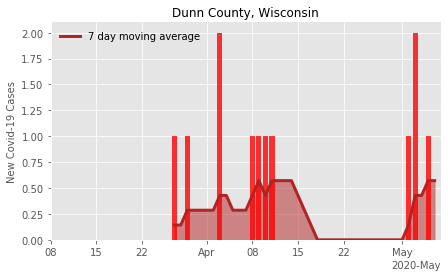 Dunn County, Wisconsin
7 day moving average
New Covid-19 Cases
2.00
1.75
1.50
1.25
1.00
0.75
0.50
0.25
0.00
08 15 22 Apr 08 15 22 May
2020-May